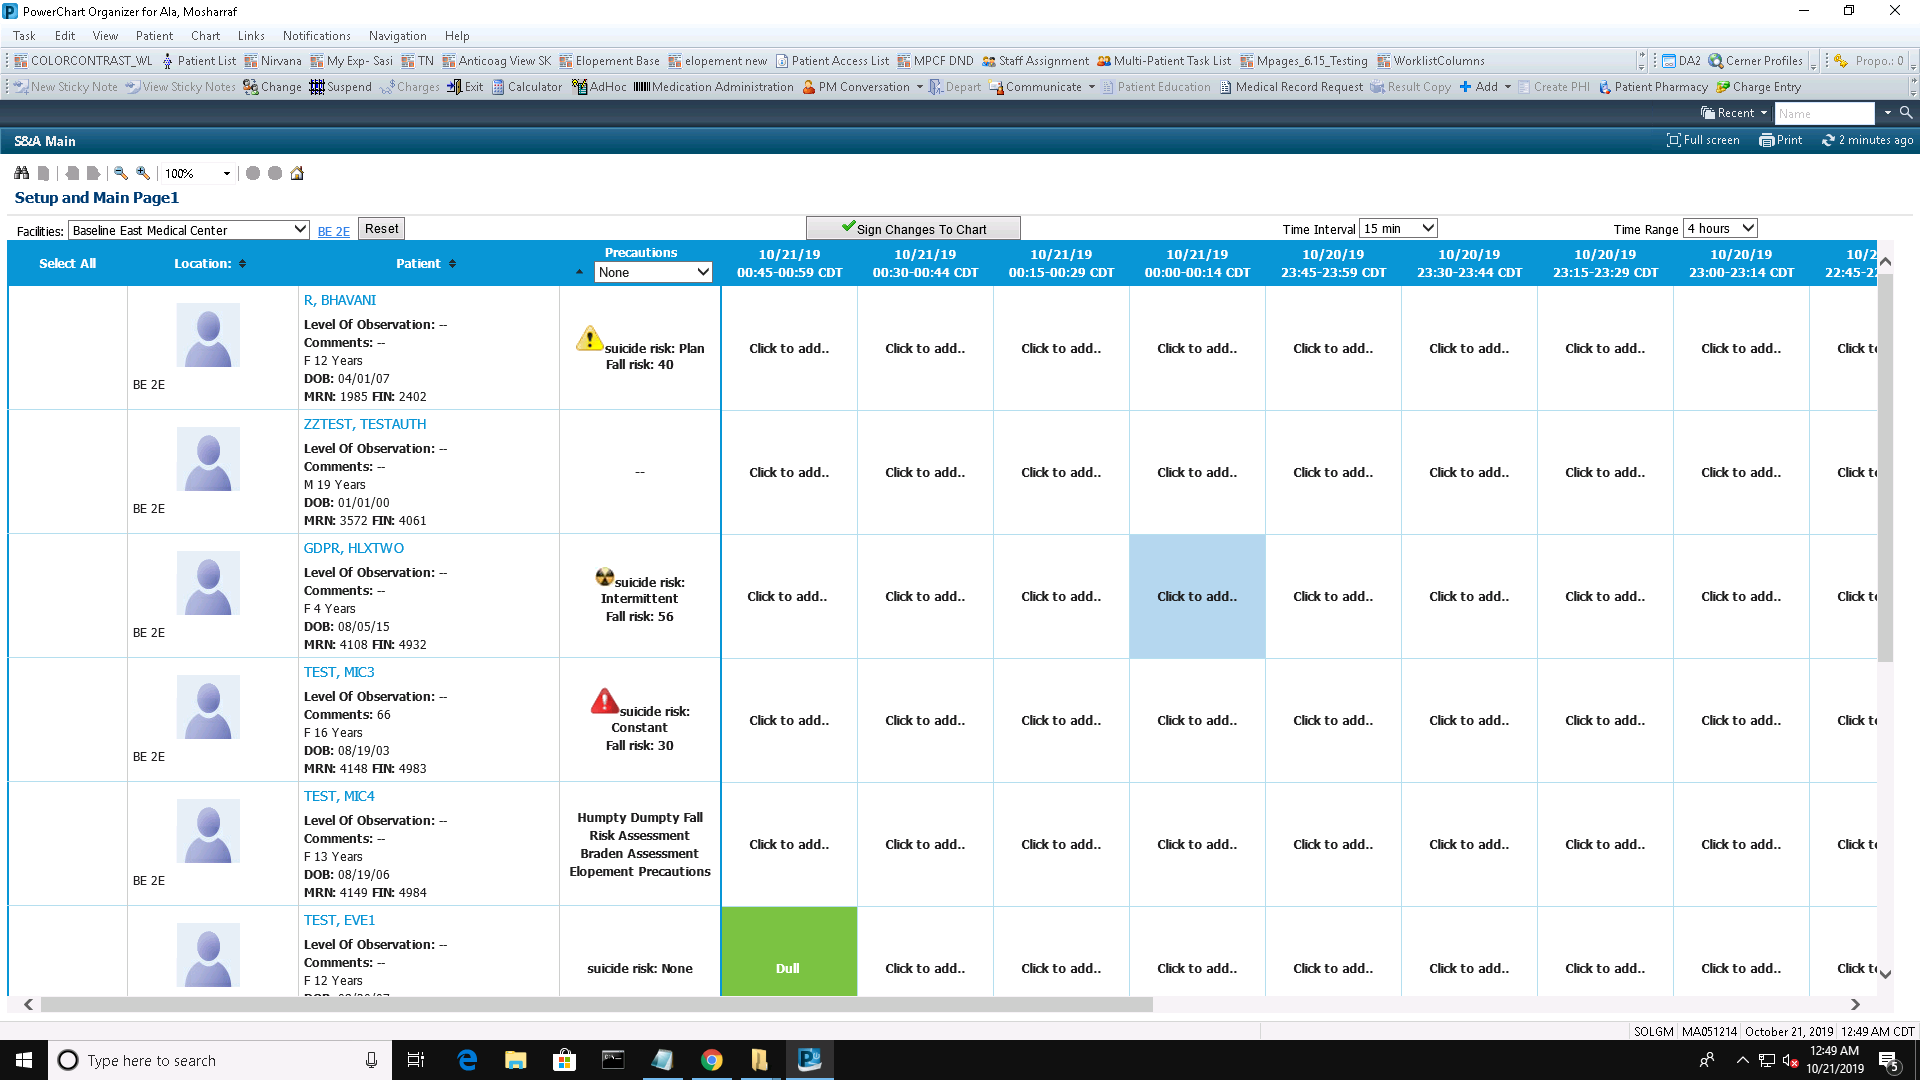 PowerChart Organizer for Ala, Mosharraf
Task Edit View Patient Chart Links Notifications Navigation Help
COLORCONTRAST_WL Patient List Nirvana My Exp- Sasi TN Anticoag View SK Elopement Base elopement new Patient Access List MPCF DND Staff Assignment Multi-Patient Task List Mpages_6.15_Testing WorklistColumns DA2 Cerner Profiles Propo.: 0
New Sticky Note View Sticky Notes Change Suspend Charges Exit Calculator AdHoc Medication Administration PM Conversation Depart Communicate Patient Education Medical Record Request Result Copy Add Create PHI Patient Pharmacy Charge Entry
Recent Name
S&A Main Full screen Print 2 minutes ago
100%
Setup and Main Page1
Facilities: Baseline East Medical Center BE 2E Reset Sign Changes To Chart Time Interval 15 min Time Range 4 hours
Select All Location: Patient Precautions None
10/21/19 10/21/19 10/21/19 10/21/19 10/20/19 10/20/19 10/20/19 10/20/19 10/2
00:45-00:59 CDT 00:30-00:44 CDT 00:15-00:29 CDT 00:00-00:14 CDT 23:45-23:59 CDT 23:30-23:44 CDT 23:15-23:29 CDT 23:00-23:14 CDT 22:45-22
BE 2E
R, BHAVANI
Level Of Observation: --
Comments: --
F 12 Years
DOB: 04/01/07
MRN: 1985 FIN: 2402
suicide risk: Plan
Fall risk: 40
Click to add.. Click to add.. Click to add.. Click to add.. Click to add.. Click to add.. Click to add.. Click to add.. Click t
BE 2E
ZZTEST, TESTAUTH
Level Of Observation: --
Comments: --
M 19 Years
DOB: 01/01/00
MRN: 3572 FIN: 4061
--
Click to add.. Click to add.. Click to add.. Click to add.. Click to add.. Click to add.. Click to add.. Click to add.. Click t
BE 2E
GDPR, HLXTWO
Level Of Observation: --
Comments: --
F 4 Years
DOB: 08/05/15
MRN: 4108 FIN: 4932
suicide risk:
Intermittent
Fall risk: 56
Click to add.. Click to add.. Click to add.. Click to add.. Click to add.. Click to add.. Click to add.. Click to add.. Click t
BE 2E
TEST, MIC3
Level Of Observation: --
Comments: 66
F 16 Years
DOB: 08/19/03
MRN: 4148 FIN: 4983
suicide risk:
Constant
Fall risk: 30
Click to add.. Click to add.. Click to add.. Click to add.. Click to add.. Click to add.. Click to add.. Click to add.. Click t
BE 2E
TEST, MIC4
Level Of Observation: --
Comments: --
F 13 Years
DOB: 08/19/06
MRN: 4149 FIN: 4984
Humpty Dumpty Fall
Risk Assessment
Braden Assessment
Elopement Precautions
Click to add.. Click to add.. Click to add.. Click to add.. Click to add.. Click to add.. Click to add.. Click to add.. Click t
TEST, EVE1
Level Of Observation: --
Comments: --
F 12 Years
suicide risk: None
Dull Click to add.. Click to add.. Click to add.. Click to add.. Click to add.. Click to add.. Click to add.. Click t
SOLGM MA051214 October 21, 2019 12:49 AM CDT
Type here to search
12:49 AM
10/21/2019
5